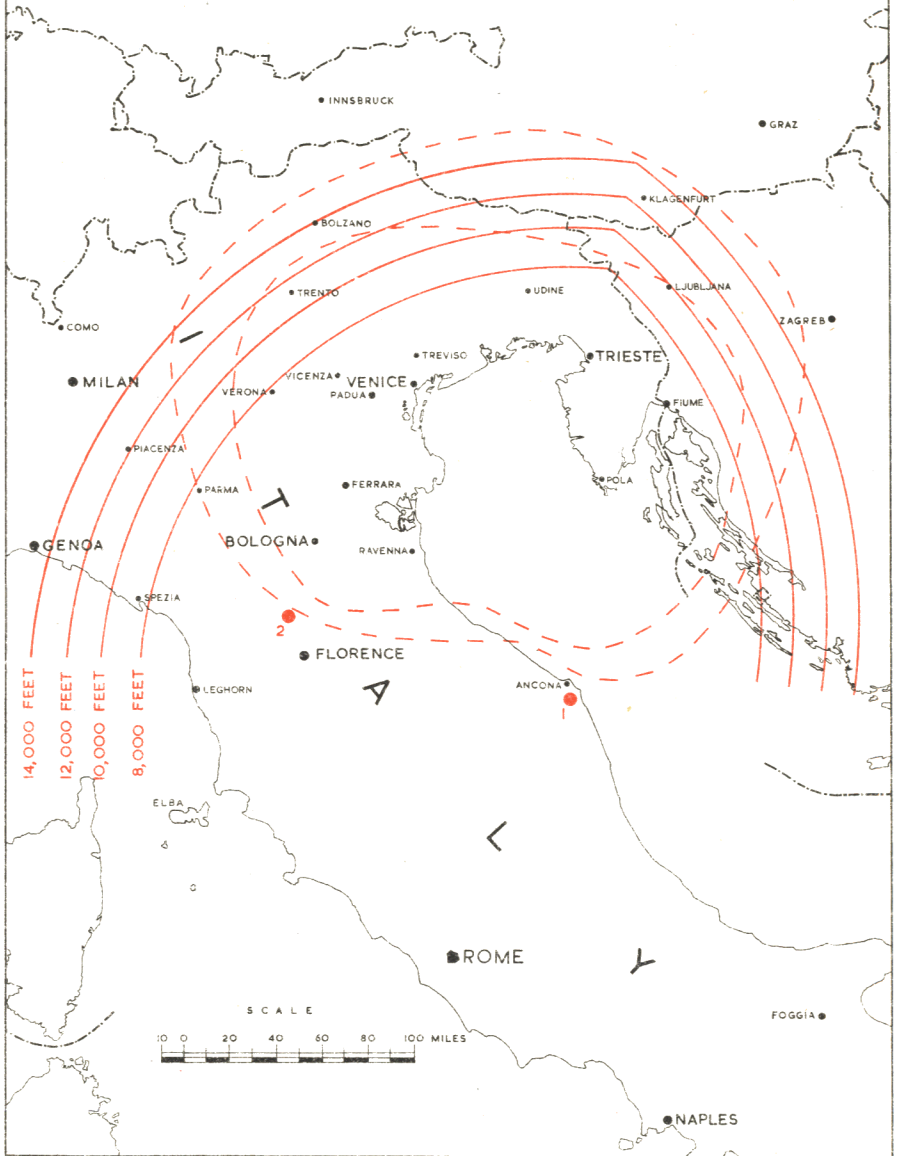 INNSBRUCK
GRAZ
KLAGENFURT
BOLZANO
TRENTO
UDINE
LJUBLJANA
COMO
ZAGREB
I
TREVISO
TRIESTE
MILAN
VICENZA
VENICE
VERONA
PADUA
FIUME
PIACENZA
PARMA
FERRARA
POLA
T
GENOA
BOLOGNA
RAVENNA
SPEZIA
2
FLORENCE
LEGHORN
A
ANCONA
1
14,000 FEET
12,000 FEET
10,000 FEET
8,000 FEET
ELBA
L
ROME
Y
SCALE
10 0 20 40 60 80 100 MILES
FOGGIA
NAPLES